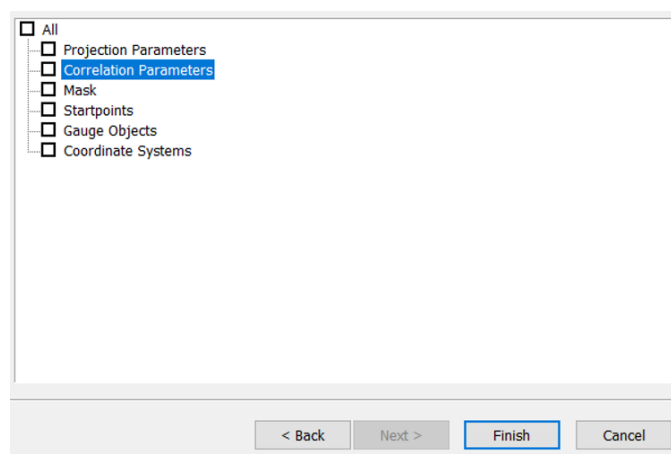 All
Projection Parameters
Correlation Parameters
Mask
Startpoints
Gauge Objects
Coordinate Systems
< Back Next > Finish Cancel